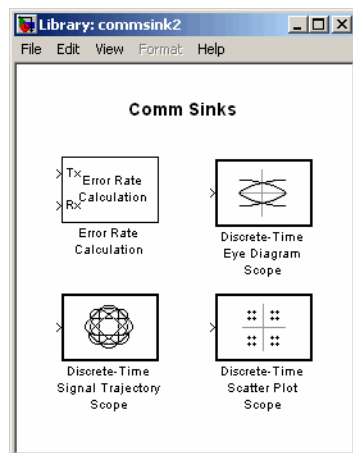 Library: commsink2
File Edit View Format Help
Comm Sinks
Tx
Error Rate
Rx
Calculation
Error Rate
Calculation
Discrete-Time
Eye Diagram
Scope
Discrete-Time
Signal Trajectory
Scope
Discrete-Time
Scatter Plot
Scope